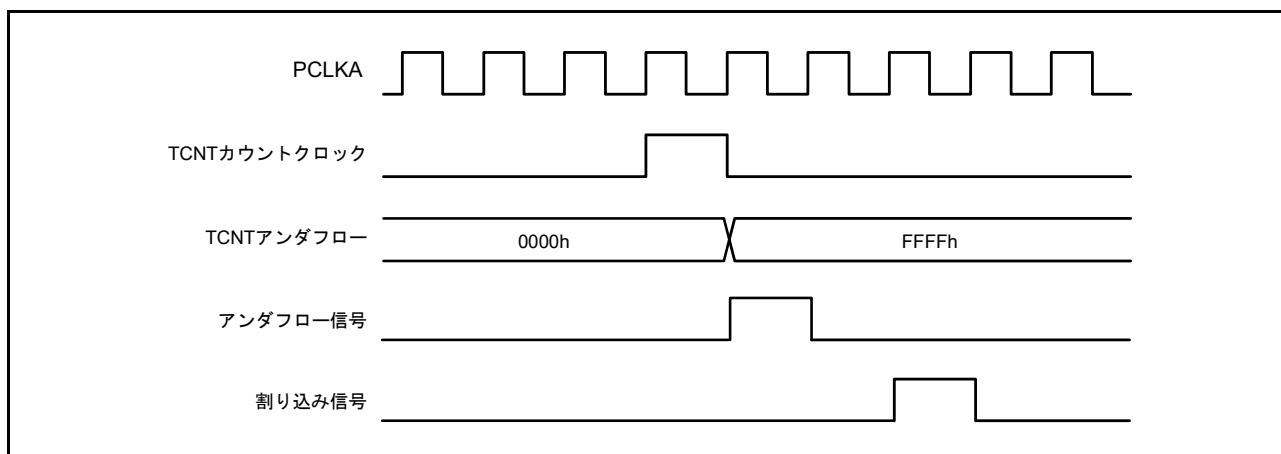 PCLKA
TCNTカウントクロック
TCNTアンダフロー
0000h
FFFFh
アンダフロー信号
割り込み信号